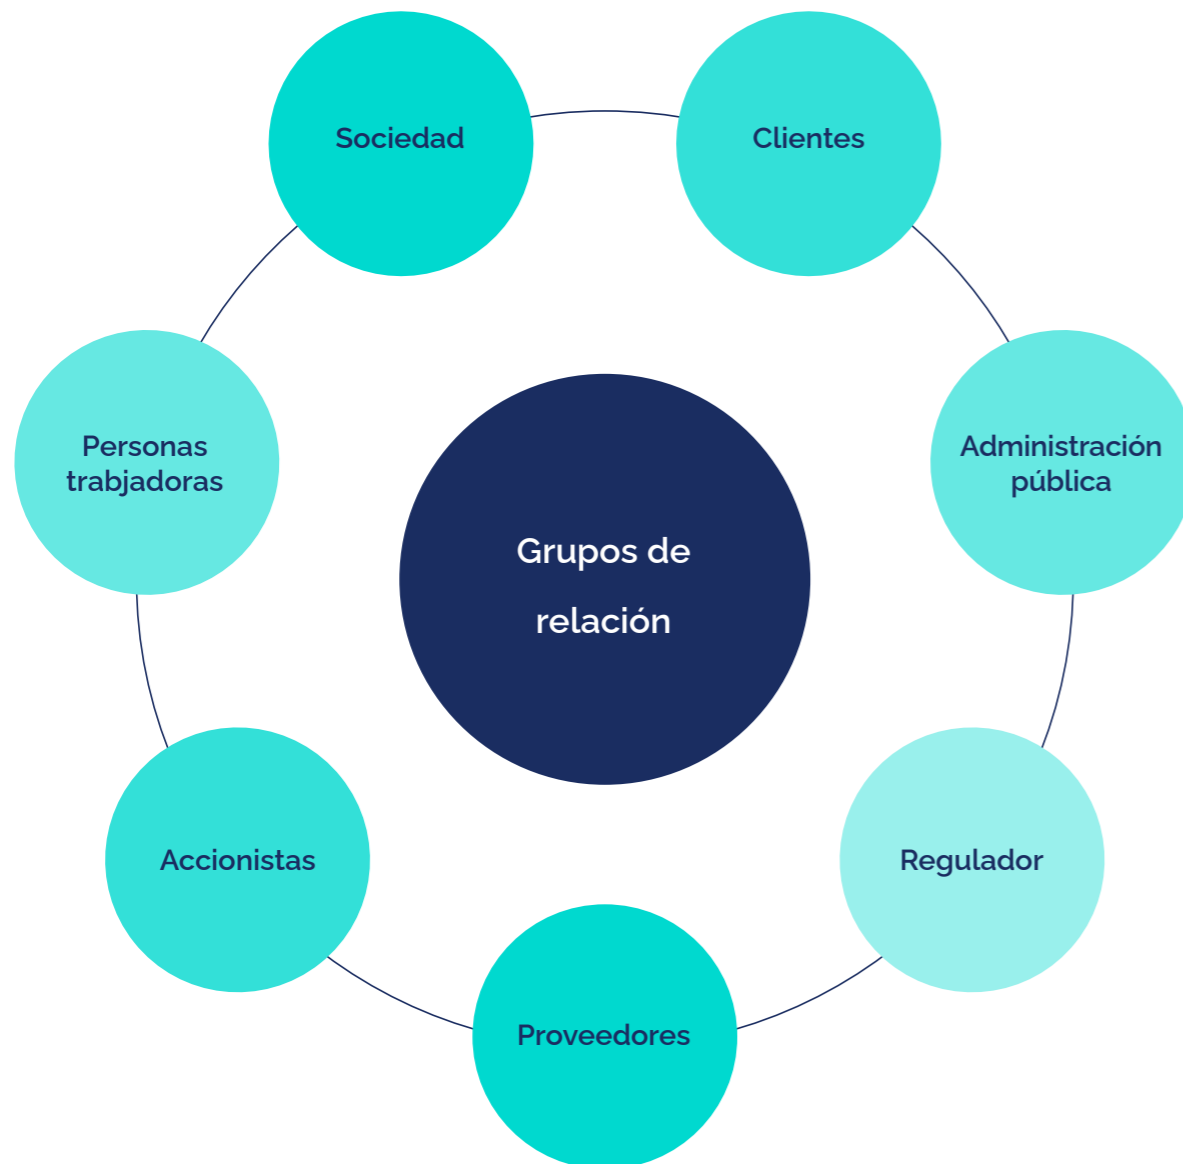 Sociedad
Clientes
Personas
trabjadoras
Administración
pública
Grupos de
relación
Accionistas
Regulador
Proveedores